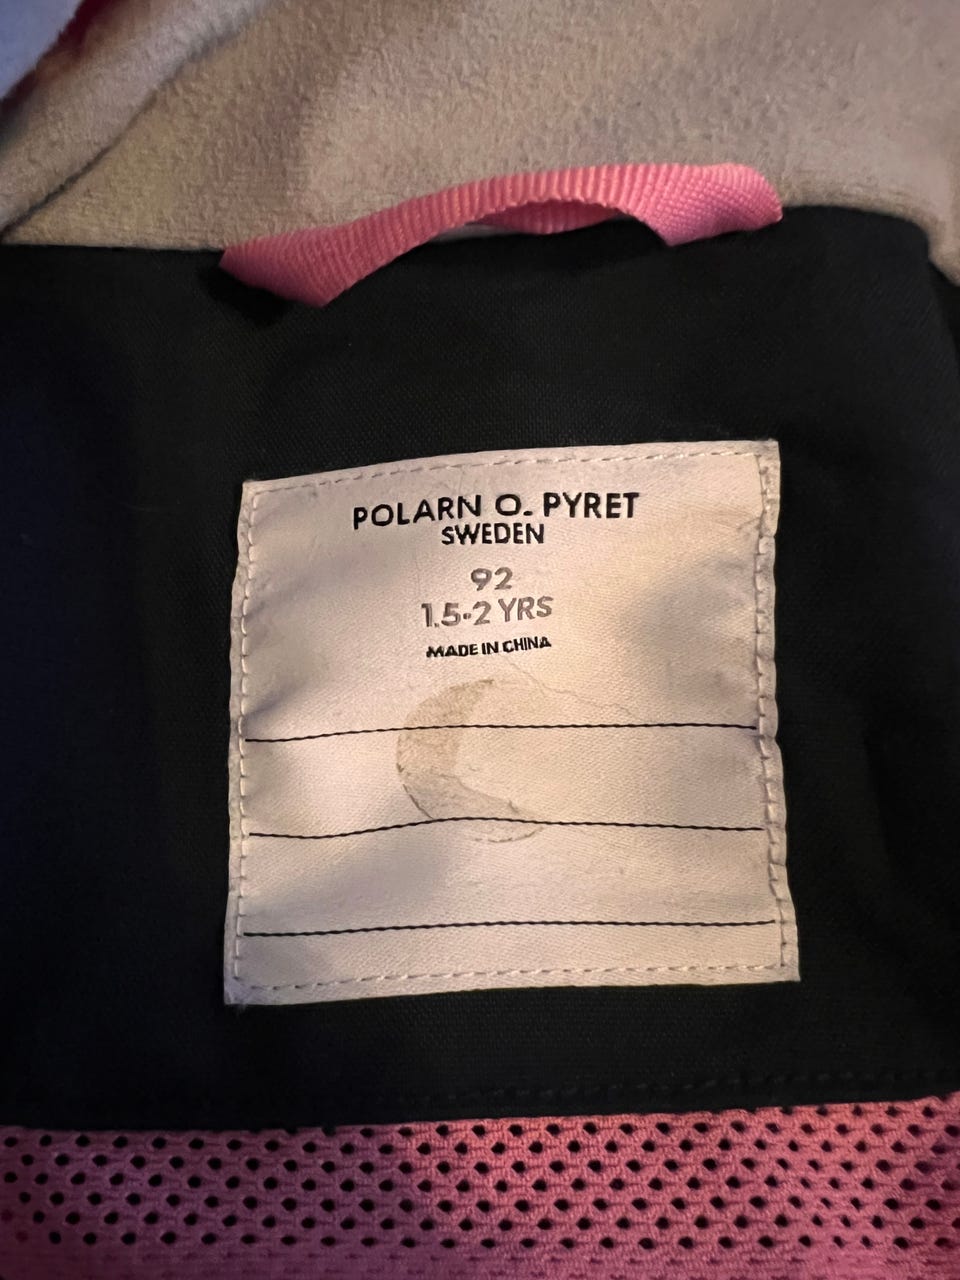 POLARN O. PYRET
SWEDEN
92
1.5-2 YRS
MADE IN CHINA